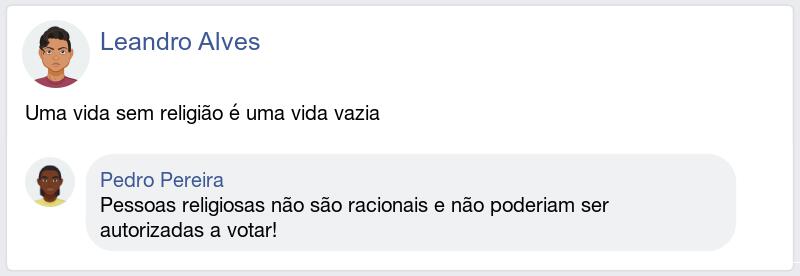 Leandro Alves
Uma vida sem religião é uma vida vazia
Pedro Pereira
Pessoas religiosas não são racionais e não poderiam ser
autorizadas a votar!